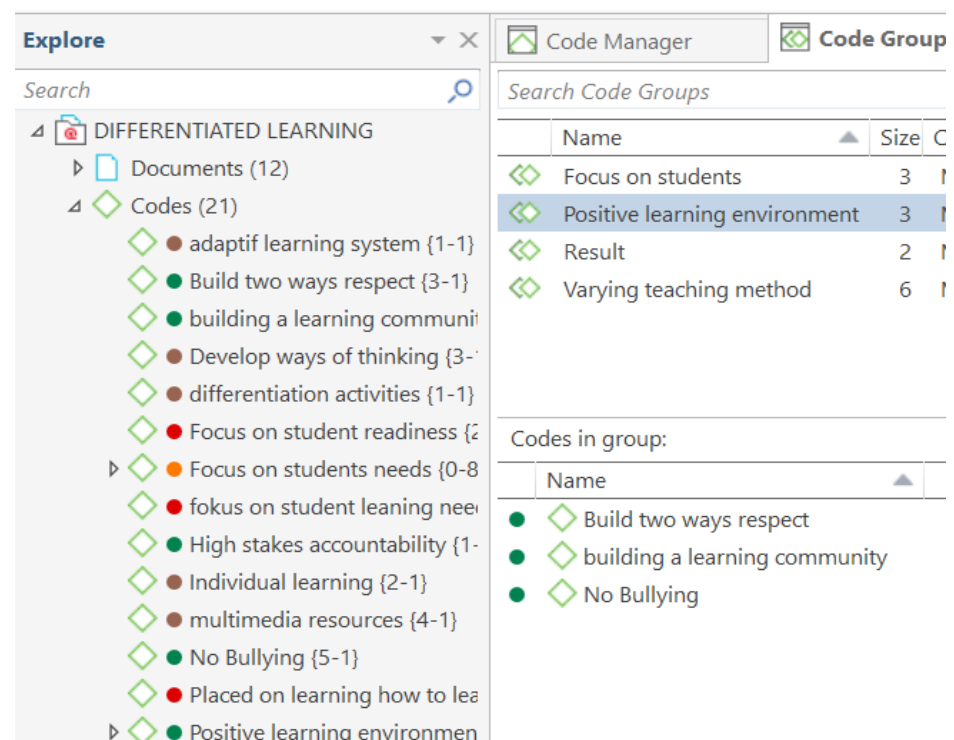 Explore
Search
DIFFERENTIATED LEARNING
Documents (12)
Codes (21)
adaptif learning system {1-1}
Build two ways respect {3-1}
building a learning communit
Develop ways of thinking {3-
differentiation activities {1-1}
Focus on student readiness {2
Focus on students needs {0-8
fokus on student leaning nee
High stakes accountability {1-
Individual learning {2-1}
multimedia resources {4-1}
No Bullying {5-1}
Placed on learning how to lea
Positive learning environmen
Code Manager
Code Group
Search Code Groups
Name Size
Focus on students 3
Positive learning environment 3
Result 2
Varying teaching method 6
Codes in group:
Name
Build two ways respect
building a learning community
No Bullying